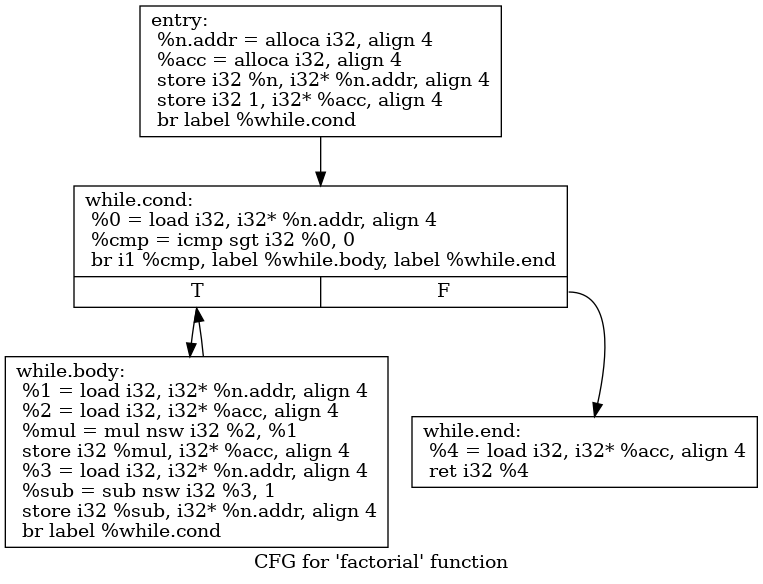 entry:
%n.addr = alloca i32, align 4
%acc = alloca i32, align 4
store i32 %n, i32* %n.addr, align 4
store i32 1, i32* %acc, align 4
br label %while.cond
while.cond:
%0 = load i32, i32* %n.addr, align 4
%cmp = icmp sgt i32 %0, 0
br i1 %cmp, label %while.body, label %while.end
T
F
while.body:
%1 = load i32, i32* %n.addr, align 4
%2 = load i32, i32* %acc, align 4
%mul = mul nsw i32 %2, %1
store i32 %mul, i32* %acc, align 4
%3 = load i32, i32* %n.addr, align 4
%sub = sub nsw i32 %3, 1
store i32 %sub, i32* %n.addr, align 4
br label %while.cond
while.end:
%4 = load i32, i32* %acc, align 4
ret i32 %4
CFG for 'factorial' function